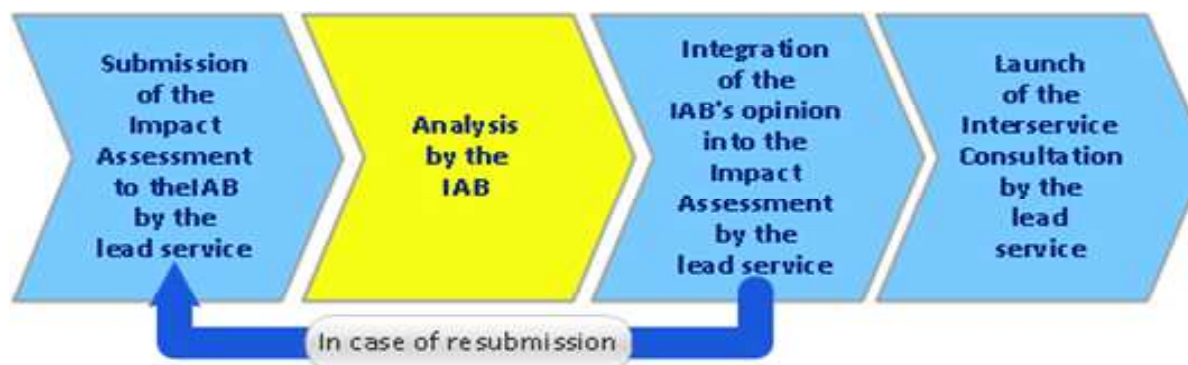 Submission
of the
Impact
Assessment
to theIAB
by the
lead service
Analysis
by the
IAB
Integration
of the
IAB's opinion
into the
Impact
Assessment
by the
lead service
Launch
of the
Interservice
Consultation
by the
lead
service
In case of resubmission